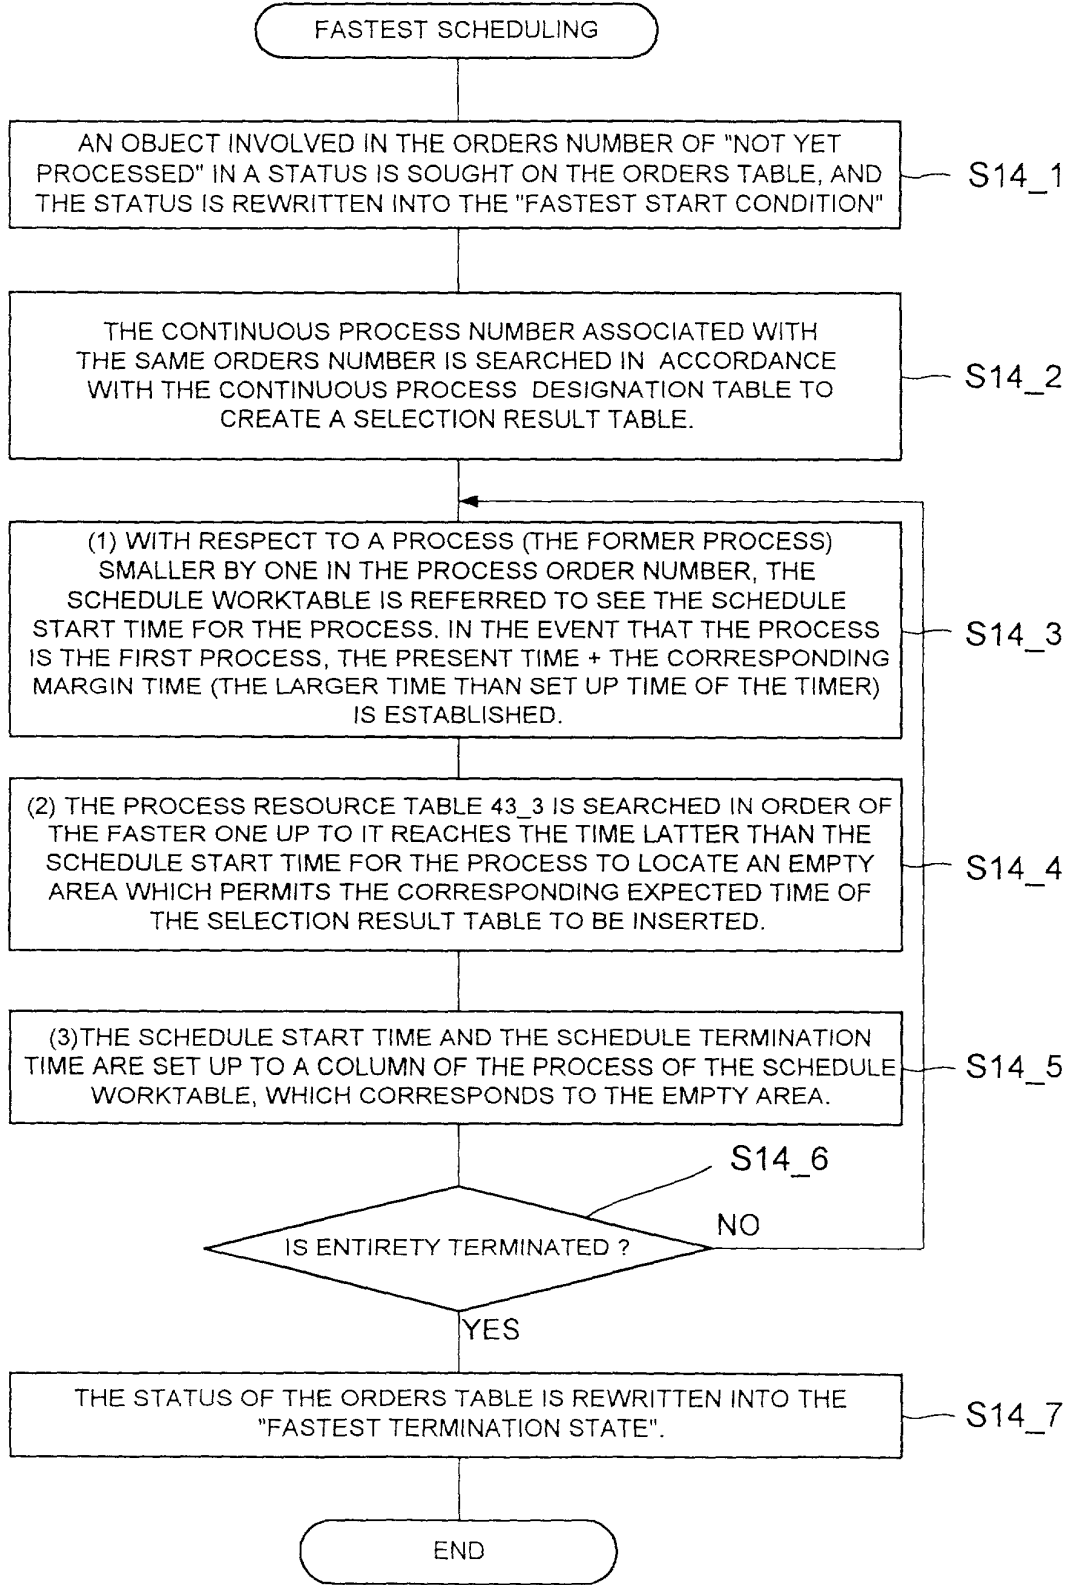 FASTEST SCHEDULING
AN OBJECT INVOLVED IN THE ORDERS NUMBER OF "NOT YET
PROCESSED" IN A STATUS IS SOUGHT ON THE ORDERS TABLE, AND
THE STATUS IS REWRITTEN INTO THE "FASTEST START CONDITION"
S14_1
THE CONTINUOUS PROCESS NUMBER ASSOCIATED WITH
THE SAME ORDERS NUMBER IS SEARCHED IN ACCORDANCE
WITH THE CONTINUOUS PROCESS DESIGNATION TABLE TO
CREATE A SELECTION RESULT TABLE.
S14_2
(1) WITH RESPECT TO A PROCESS (THE FORMER PROCESS)
SMALLER BY ONE IN THE PROCESS ORDER NUMBER, THE
SCHEDULE WORKTABLE IS REFERRED TO SEE THE SCHEDULE
START TIME FOR THE PROCESS. IN THE EVENT THAT THE PROCESS
IS THE FIRST PROCESS, THE PRESENT TIME + THE CORRESPONDING
MARGIN TIME (THE LARGER TIME THAN SET UP TIME OF THE TIMER)
IS ESTABLISHED.
S14_3
(2) THE PROCESS RESOURCE TABLE 43_3 IS SEARCHED IN ORDER OF
THE FASTER ONE UP TO IT REACHES THE TIME LATTER THAN THE
SCHEDULE START TIME FOR THE PROCESS TO LOCATE AN EMPTY
AREA WHICH PERMITS THE CORRESPONDING EXPECTED TIME OF
THE SELECTION RESULT TABLE TO BE INSERTED.
S14_4
(3)THE SCHEDULE START TIME AND THE SCHEDULE TERMINATION
TIME ARE SET UP TO A COLUMN OF THE PROCESS OF THE SCHEDULE
WORKTABLE, WHICH CORRESPONDS TO THE EMPTY AREA.
S14_5
S14_6
IS ENTIRETY TERMINATED ?
NO
YES
THE STATUS OF THE ORDERS TABLE IS REWRITTEN INTO THE
"FASTEST TERMINATION STATE".
S14_7
END